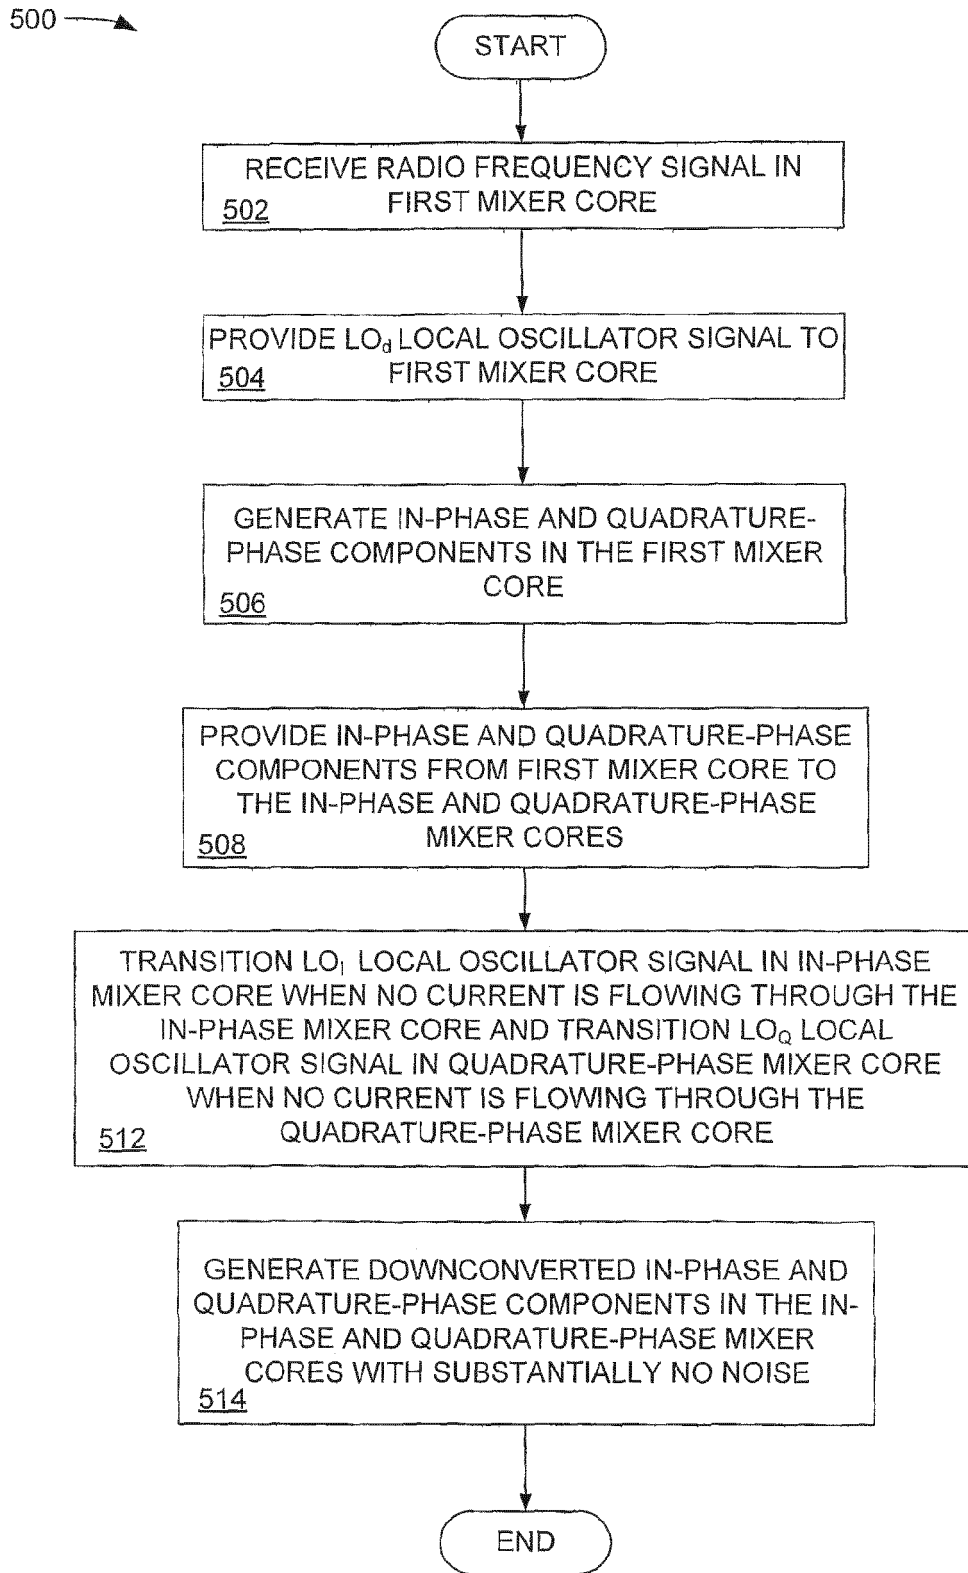 500
START
RECEIVE RADIO FREQUENCY SIGNAL IN
FIRST MIXER CORE
502
PROVIDE LOd LOCAL OSCILLATOR SIGNAL TO
FIRST MIXER CORE
504
GENERATE IN-PHASE AND QUADRATURE-
PHASE COMPONENTS IN THE FIRST MIXER
CORE
506
PROVIDE IN-PHASE AND QUADRATURE-PHASE
COMPONENTS FROM FIRST MIXER CORE TO
THE IN-PHASE AND QUADRATURE-PHASE
MIXER CORES
508
TRANSITION LOI LOCAL OSCILLATOR SIGNAL IN IN-PHASE
MIXER CORE WHEN NO CURRENT IS FLOWING THROUGH THE
IN-PHASE MIXER CORE AND TRANSITION LOQ LOCAL
OSCILLATOR SIGNAL IN QUADRATURE-PHASE MIXER CORE
WHEN NO CURRENT IS FLOWING THROUGH THE
QUADRATURE-PHASE MIXER CORE
512
GENERATE DOWNCONVERTED IN-PHASE AND
QUADRATURE-PHASE COMPONENTS IN THE IN-
PHASE AND QUADRATURE-PHASE MIXER
CORES WITH SUBSTANTIALLY NO NOISE
514
END